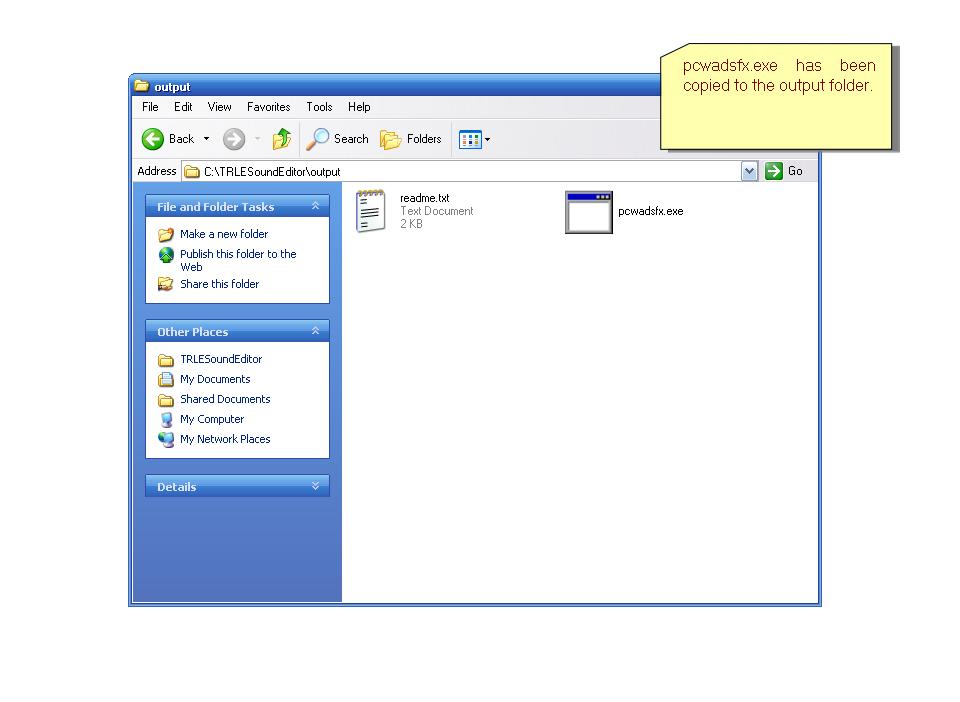 pcwadsfx.exe has been
copied to the output folder.
output
File Edit View Favorites Tools Help
Back Search Folders
Address C:\TRLESoundEditor\output Go
File and Folder Tasks
Make a new folder
Publish this folder to the
Web
Share this folder
Other Places
TRLESoundEditor
My Documents
Shared Documents
My Computer
My Network Places
Details
readme.txt
Text Document
2 KB
pcwadsfx.exe